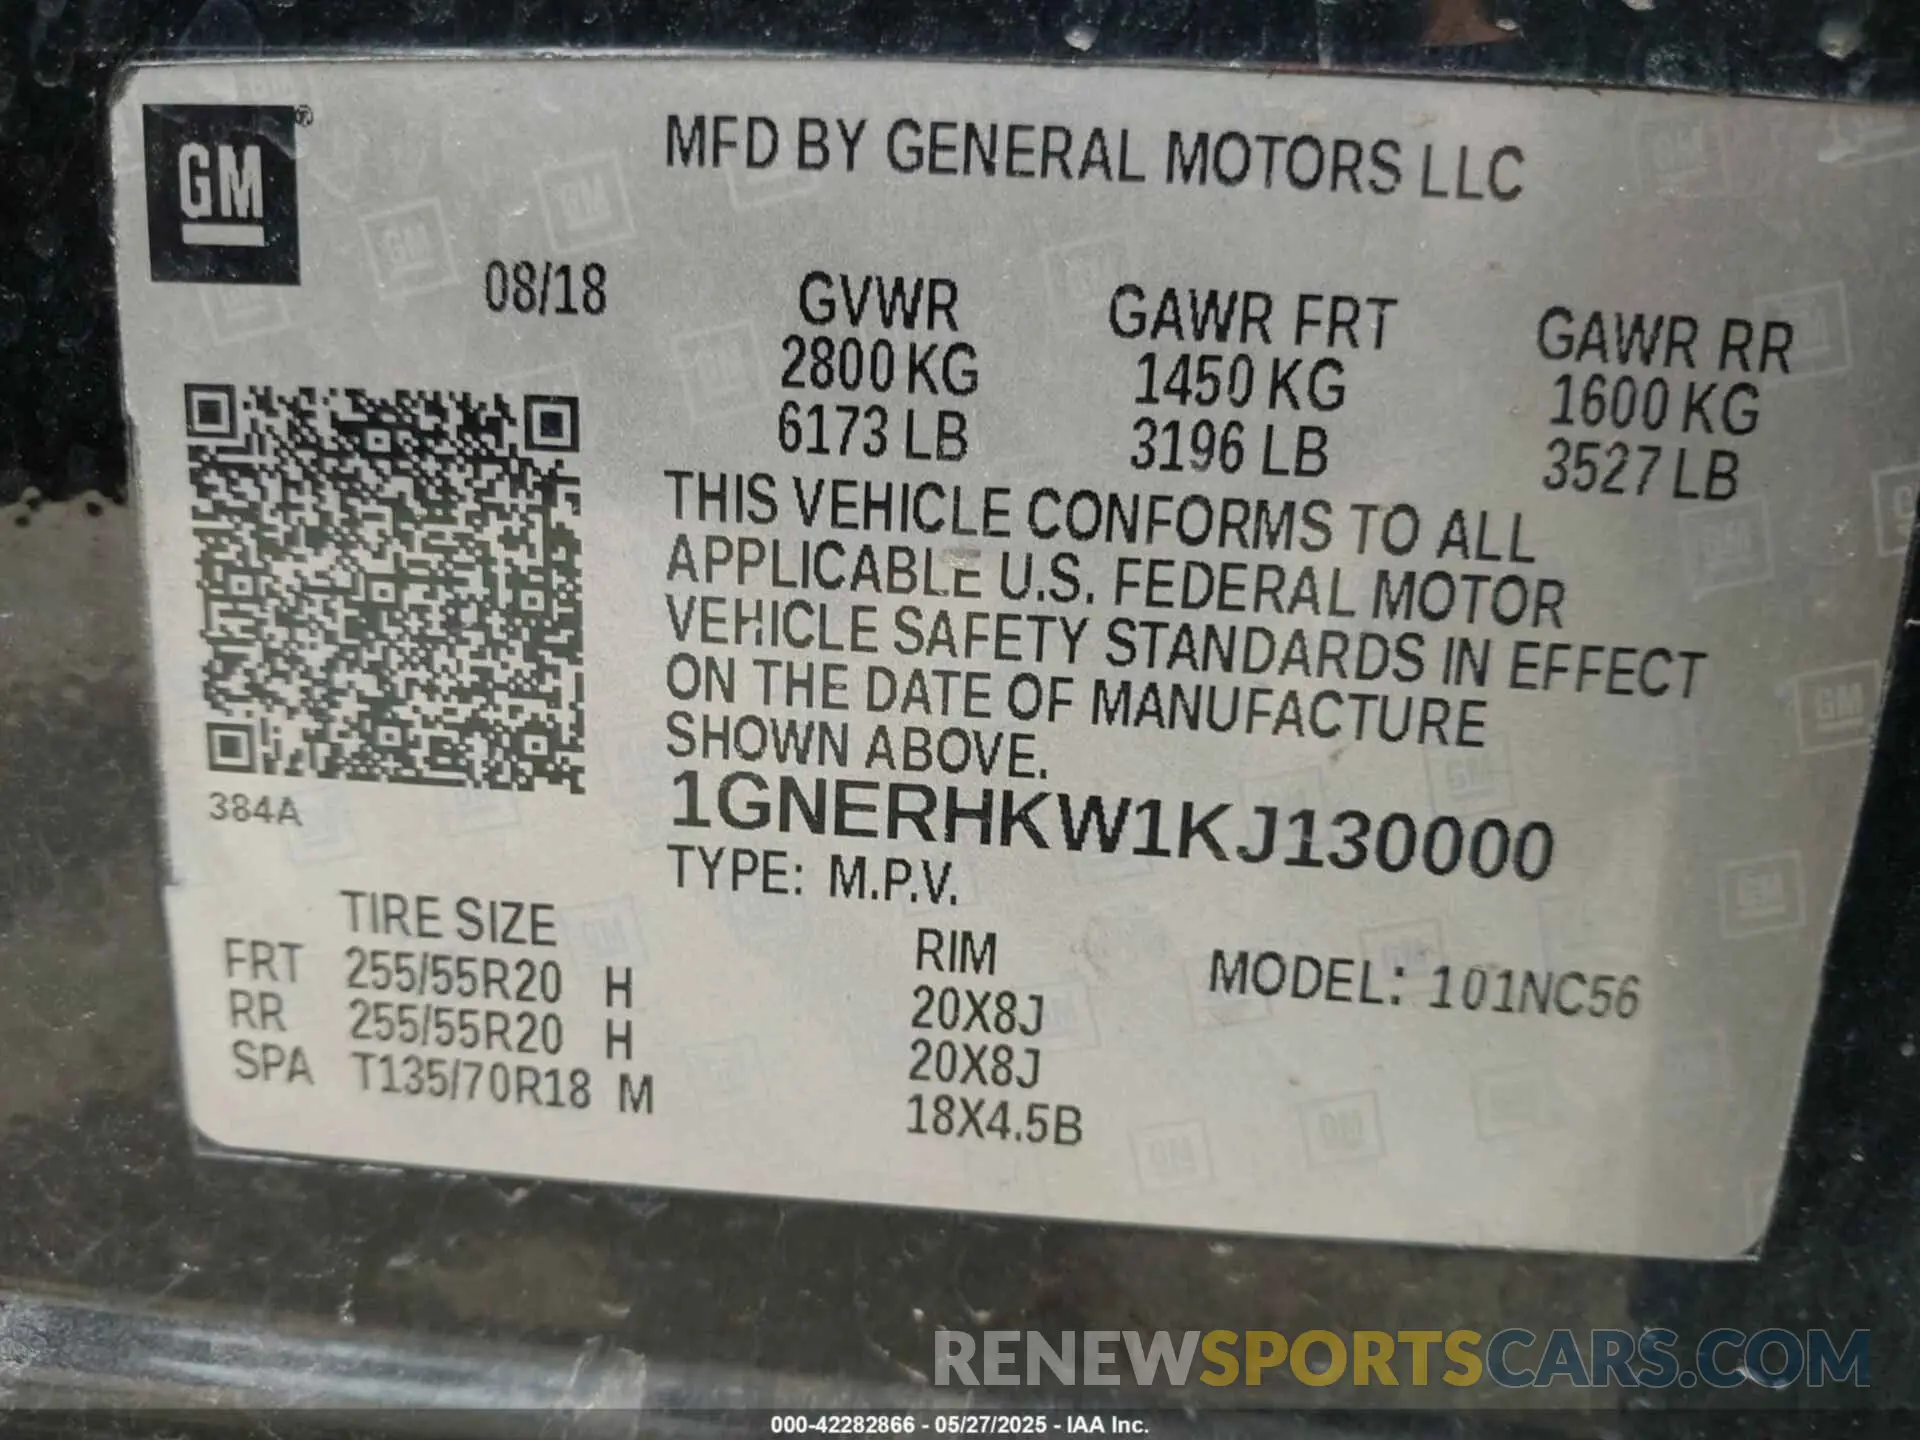 GM®
MFD BY GENERAL MOTORS LLC
08/18
GVWR GAWR FRT GAWR RR
2800 KG 1450 KG 1600 KG
6173 LB 3196 LB 3527 LB
THIS VEHICLE CONFORMS TO ALL
APPLICABLE U.S. FEDERAL MOTOR
VEHICLE SAFETY STANDARDS IN EFFECT
ON THE DATE OF MANUFACTURE
SHOWN ABOVE.
384A
1GNERHKW1KJ130000
TYPE: M.P.V.
TIRE SIZE RIM MODEL: 101NC56
FRT 255/55R20 H 20X8J
RR 255/55R20 H 20X8J
SPA T135/70R18 M 18X4.5B
RENEWSPORTSCARS.COM
000-42282866 - 05/27/2025 - IAA Inc.